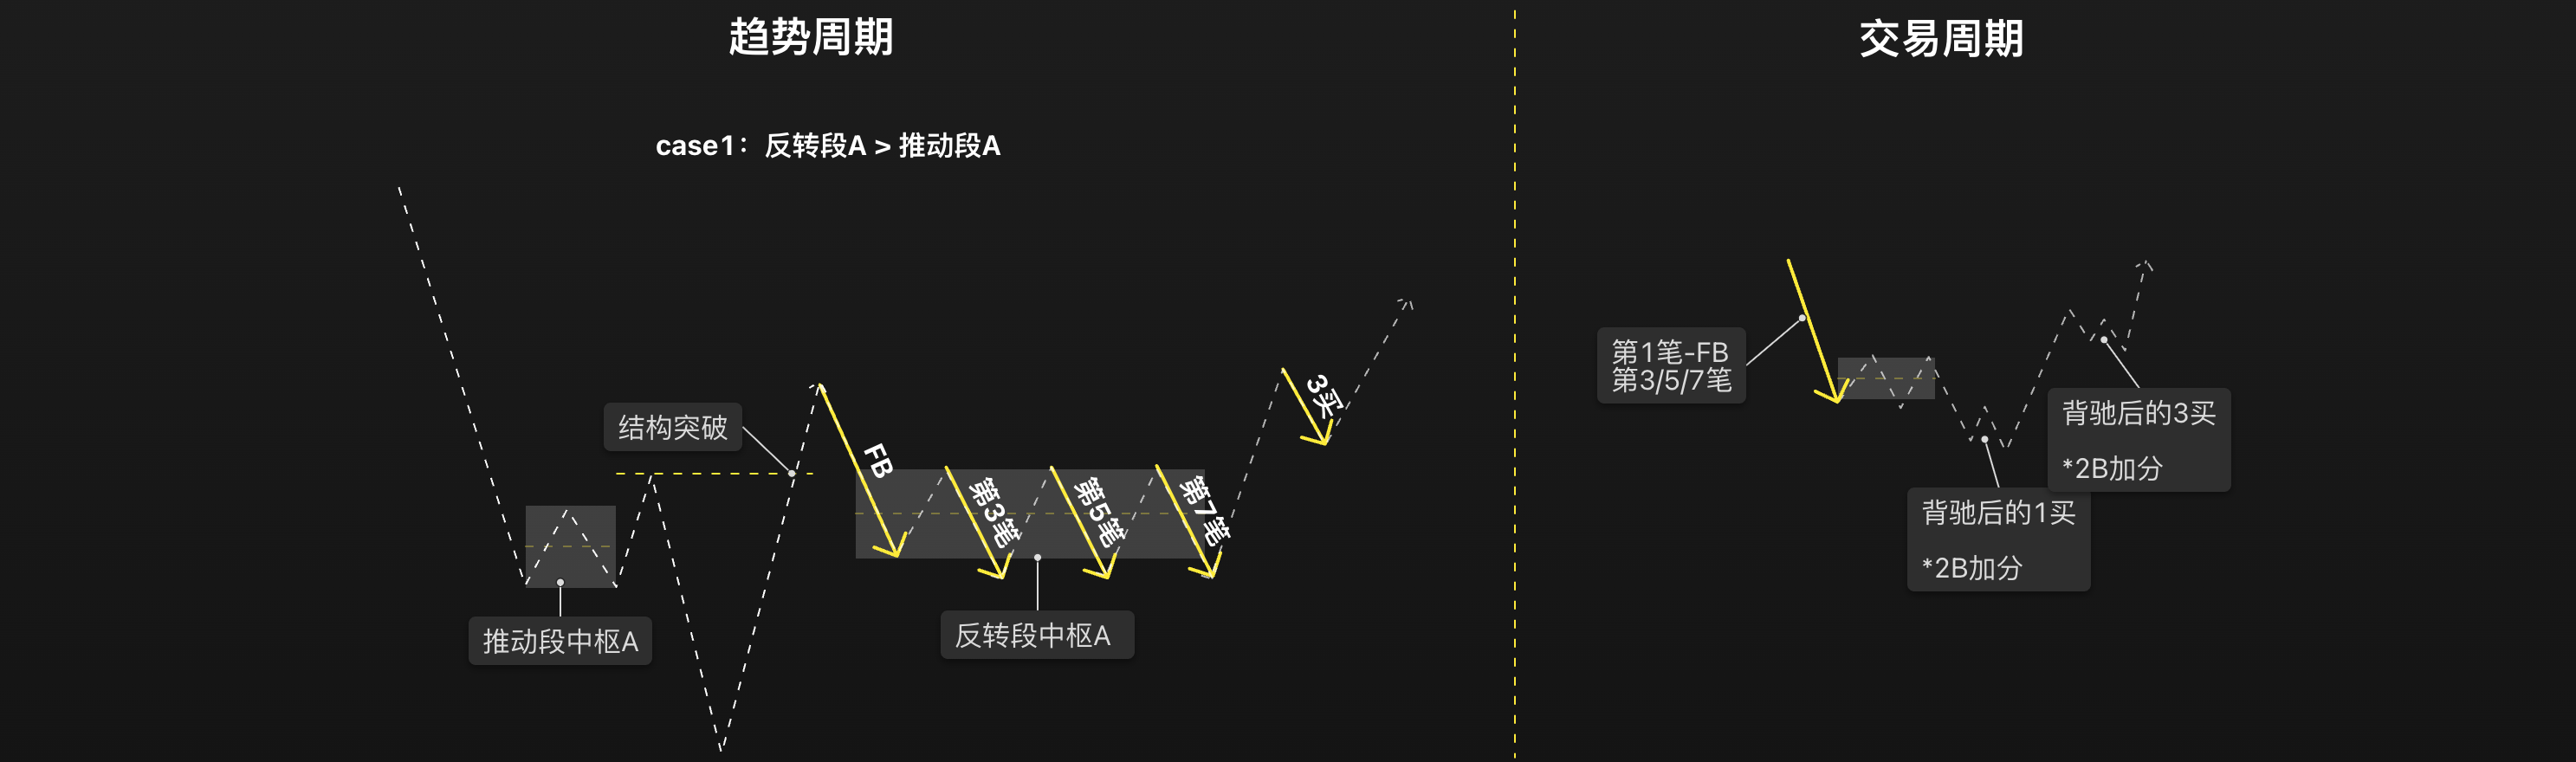 趋势周期
交易周期
case1：反转段A > 推动段A
结构突破
FB
第3笔
第5笔
第7笔
3买
推动段中枢A
反转段中枢A
第1笔-FB
第3/5/7笔
背驰后的3买
*2B加分
背驰后的1买
*2B加分